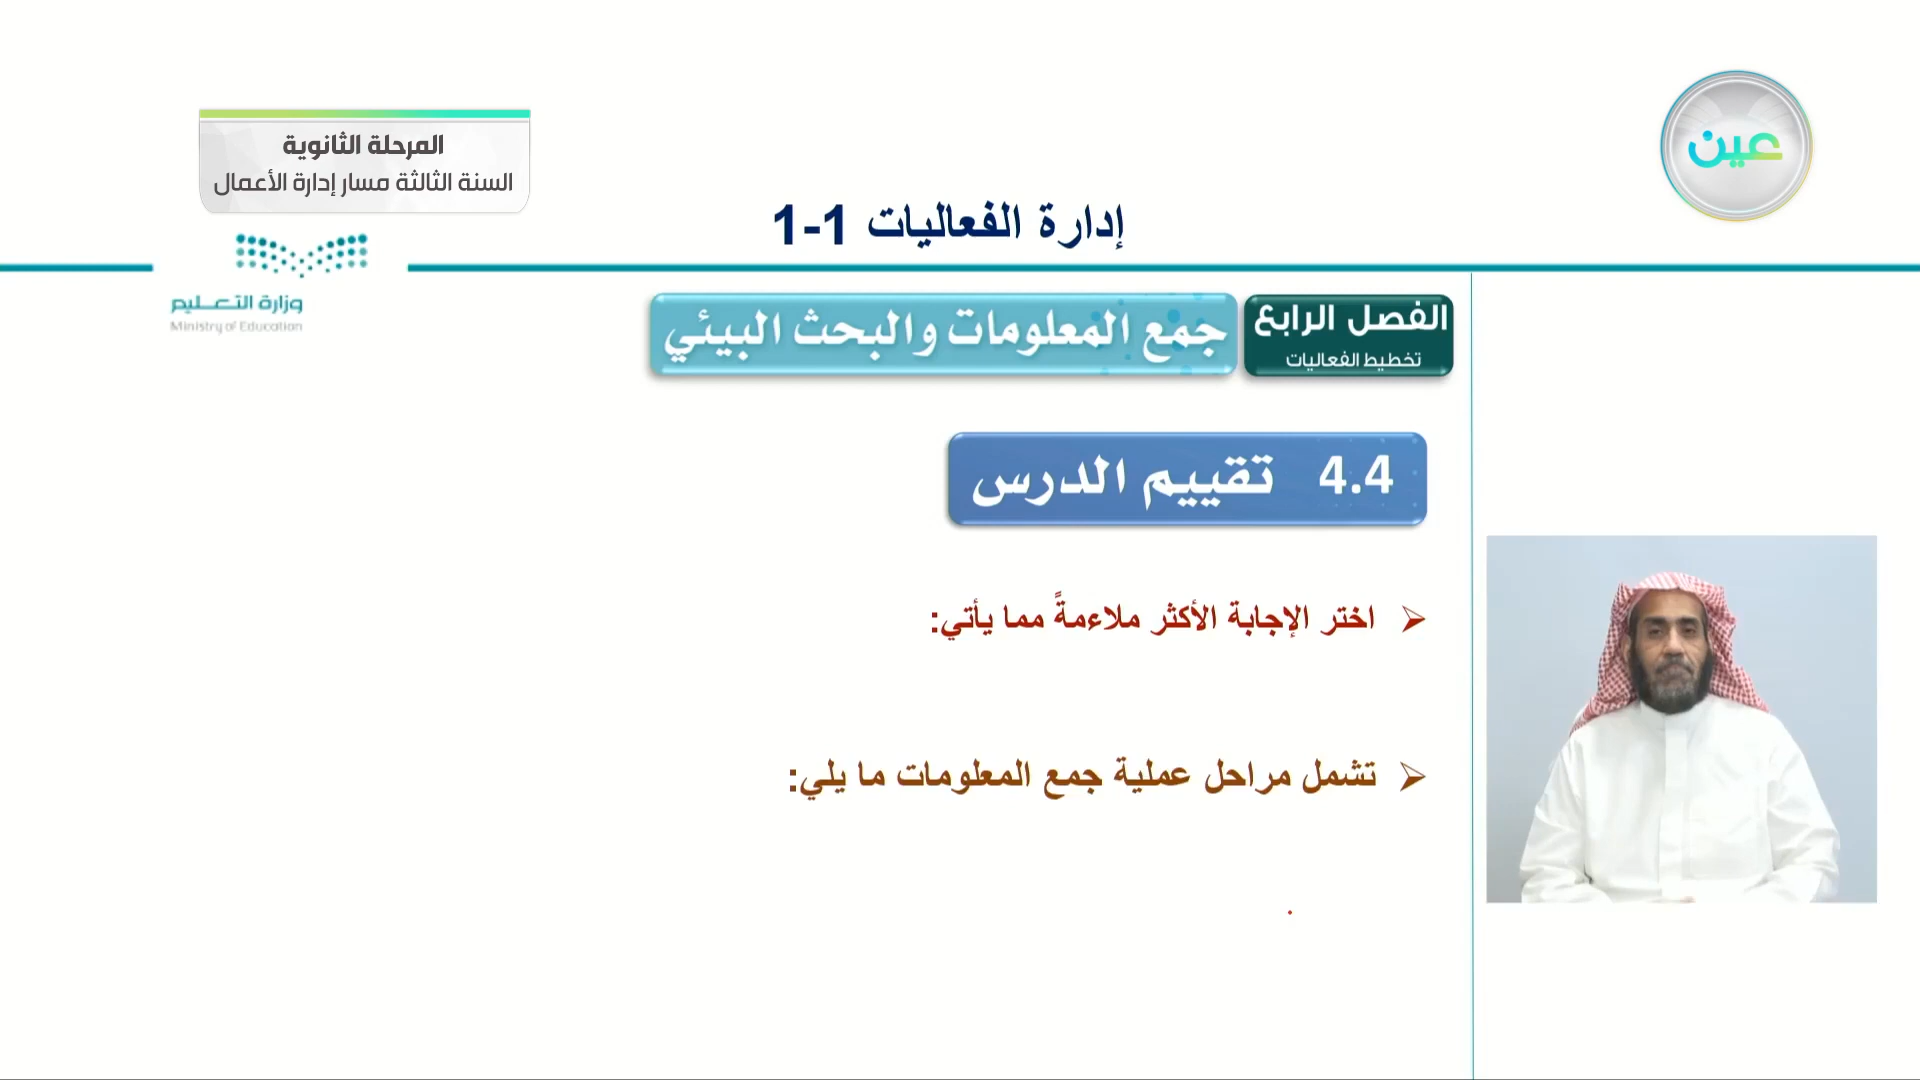 المرحلة الثانوية
السنة الثالثة مسار إدارة الأعمال
عين
إدارة الفعاليات 1-1
وزارة التعليم
Ministry of Education
الفصل الرابع
تخطيط الفعاليات
جمع المعلومات والبحث البيئي
4.4 تقييم الدرس
اختر الإجابة الأكثر ملاءمةً مما يأتي:
تشمل مراحل عملية جمع المعلومات ما يلي: